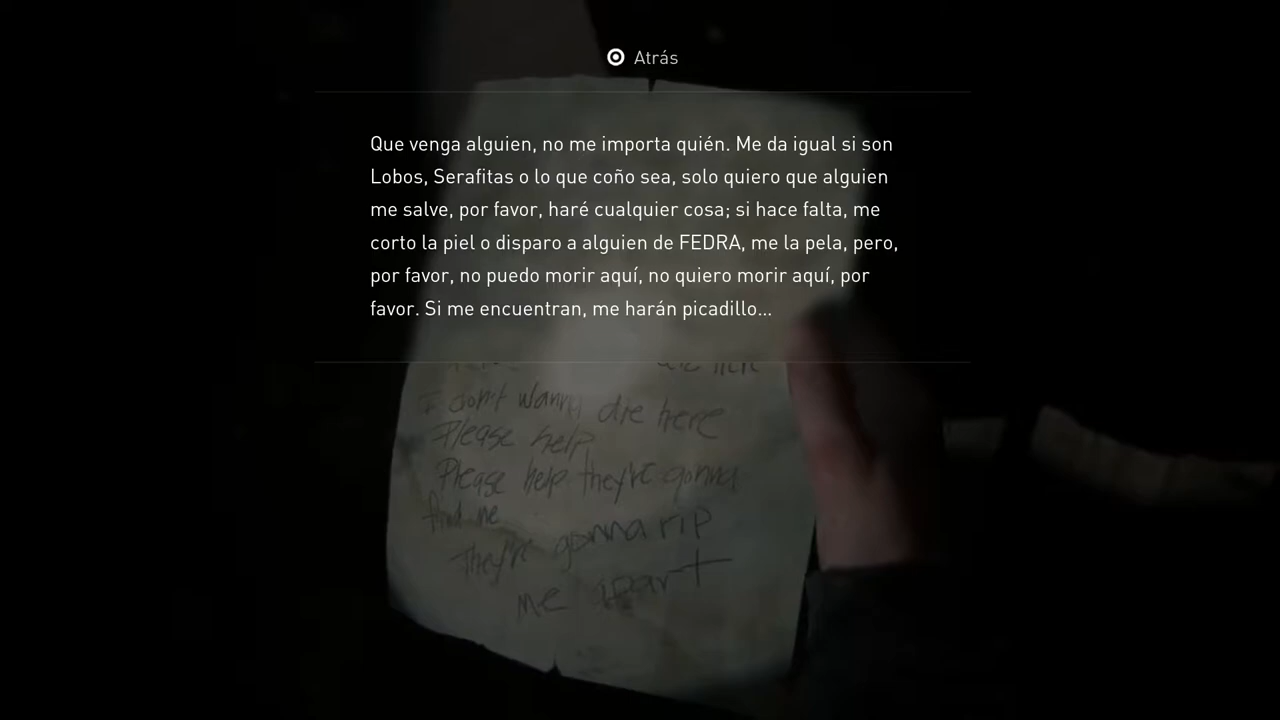 Atrás
Que venga alguien, no me importa quién. Me da igual si son
Lobos, Serafitas o lo que coño sea, solo quiero que alguien
me salve, por favor, haré cualquier cosa; si hace falta, me
corto la piel o disparo a alguien de FEDRA, me la pela, pero,
por favor, no puedo morir aquí, no quiero morir aquí, por
favor. Si me encuentran, me harán picadillo...
I don't wanna die here
Please help
Please help they're gonna
find me
They're gonna rip
me apart